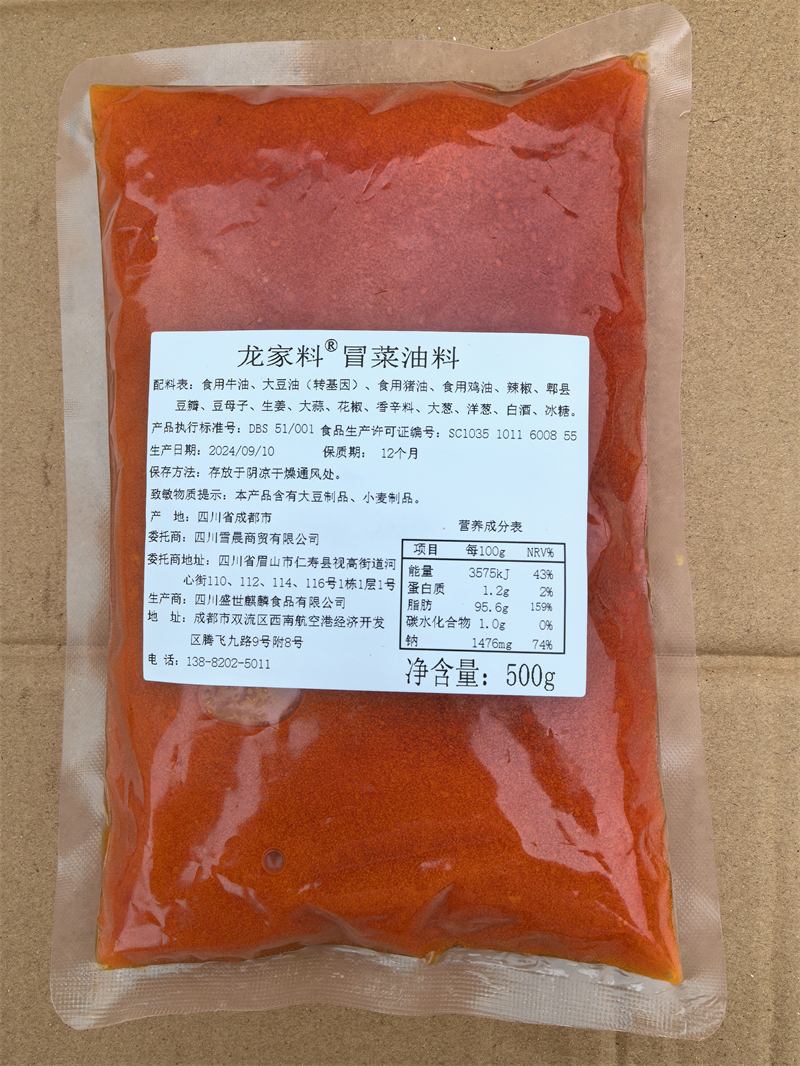 龙家料®冒菜油料
配料表：食用牛油、大豆油（转基因）、食用猪油、食用鸡油、辣椒、郫县
豆瓣、豆母子、生姜、大蒜、花椒、香辛料、大葱、洋葱、白酒、冰糖。
产品执行标准号：DBS 51/001 食品生产许可证编号：SC1035 1011 6008 55
生产日期：2024/09/10 保质期： 12个月
保存方法：存放于阴凉干燥通风处。
致敏物质提示：本产品含有大豆制品、小麦制品。
产 地：四川省成都市
委托商：四川雪晨商贸有限公司
委托商地址：四川省眉山市仁寿县视高街道河
心街110、112、114、116号1栋1层1号
生产商：四川盛世麒麟食品有限公司
地 址：成都市双流区西南航空港经济开发
区腾飞九路9号附8号
电 话：138-8202-5011
营养成分表
项目 每100g NRV%
能量 3575kJ 43%
蛋白质 1.2g 2%
脂肪 95.6g 159%
碳水化合物 1.0g 0%
钠 1476mg 74%
净含量：500g